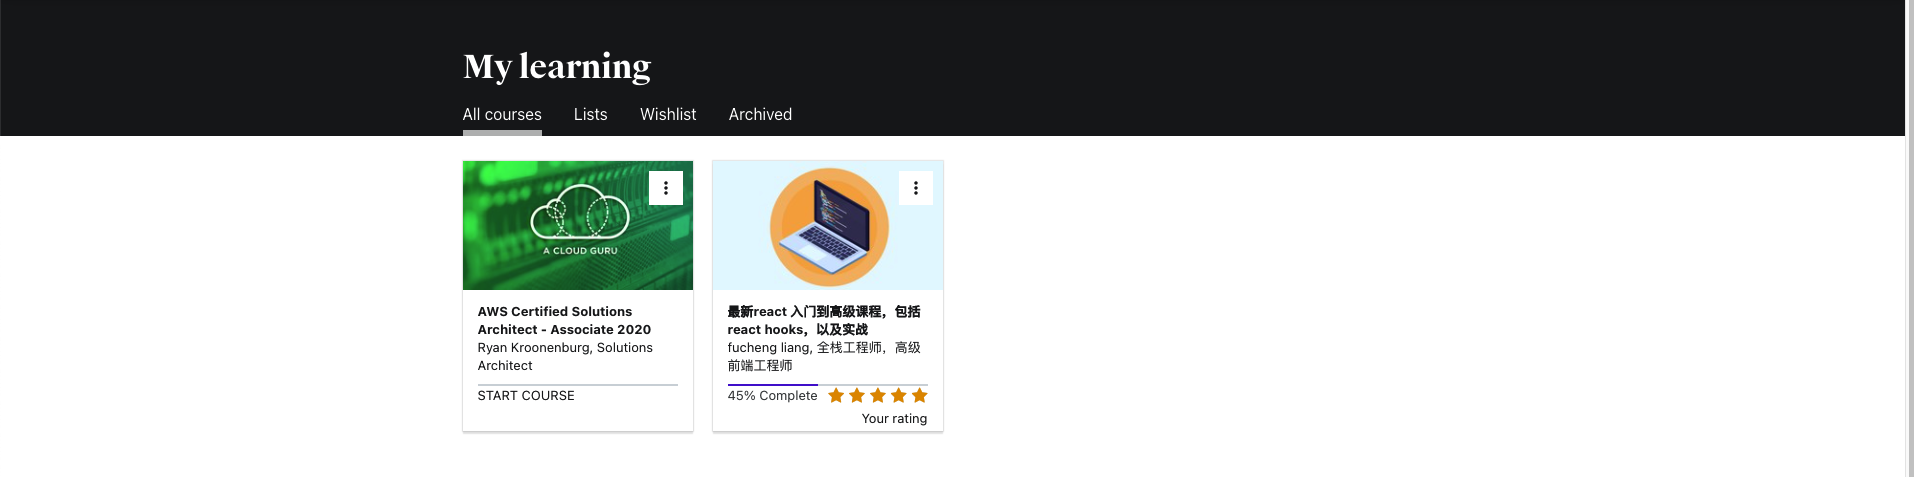 My learning
All courses
Lists
Wishlist
Archived
A CLOUD GURU
AWS Certified Solutions
Architect - Associate 2020
Ryan Kroonenburg, Solutions
Architect
START COURSE
最新react 入门到高级课程，包括
react hooks，以及实战
fucheng liang, 全栈工程师，高级
前端工程师
45% Complete
Your rating